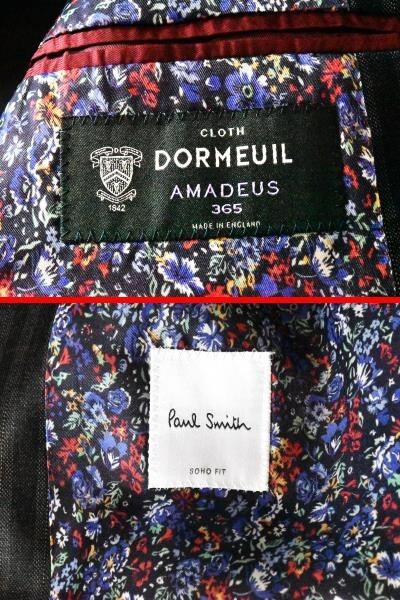 CLOTH
DORMEUIL
AMADEUS
365
1842
MADE IN ENGLAND
Paul Smith
SOHO FIT